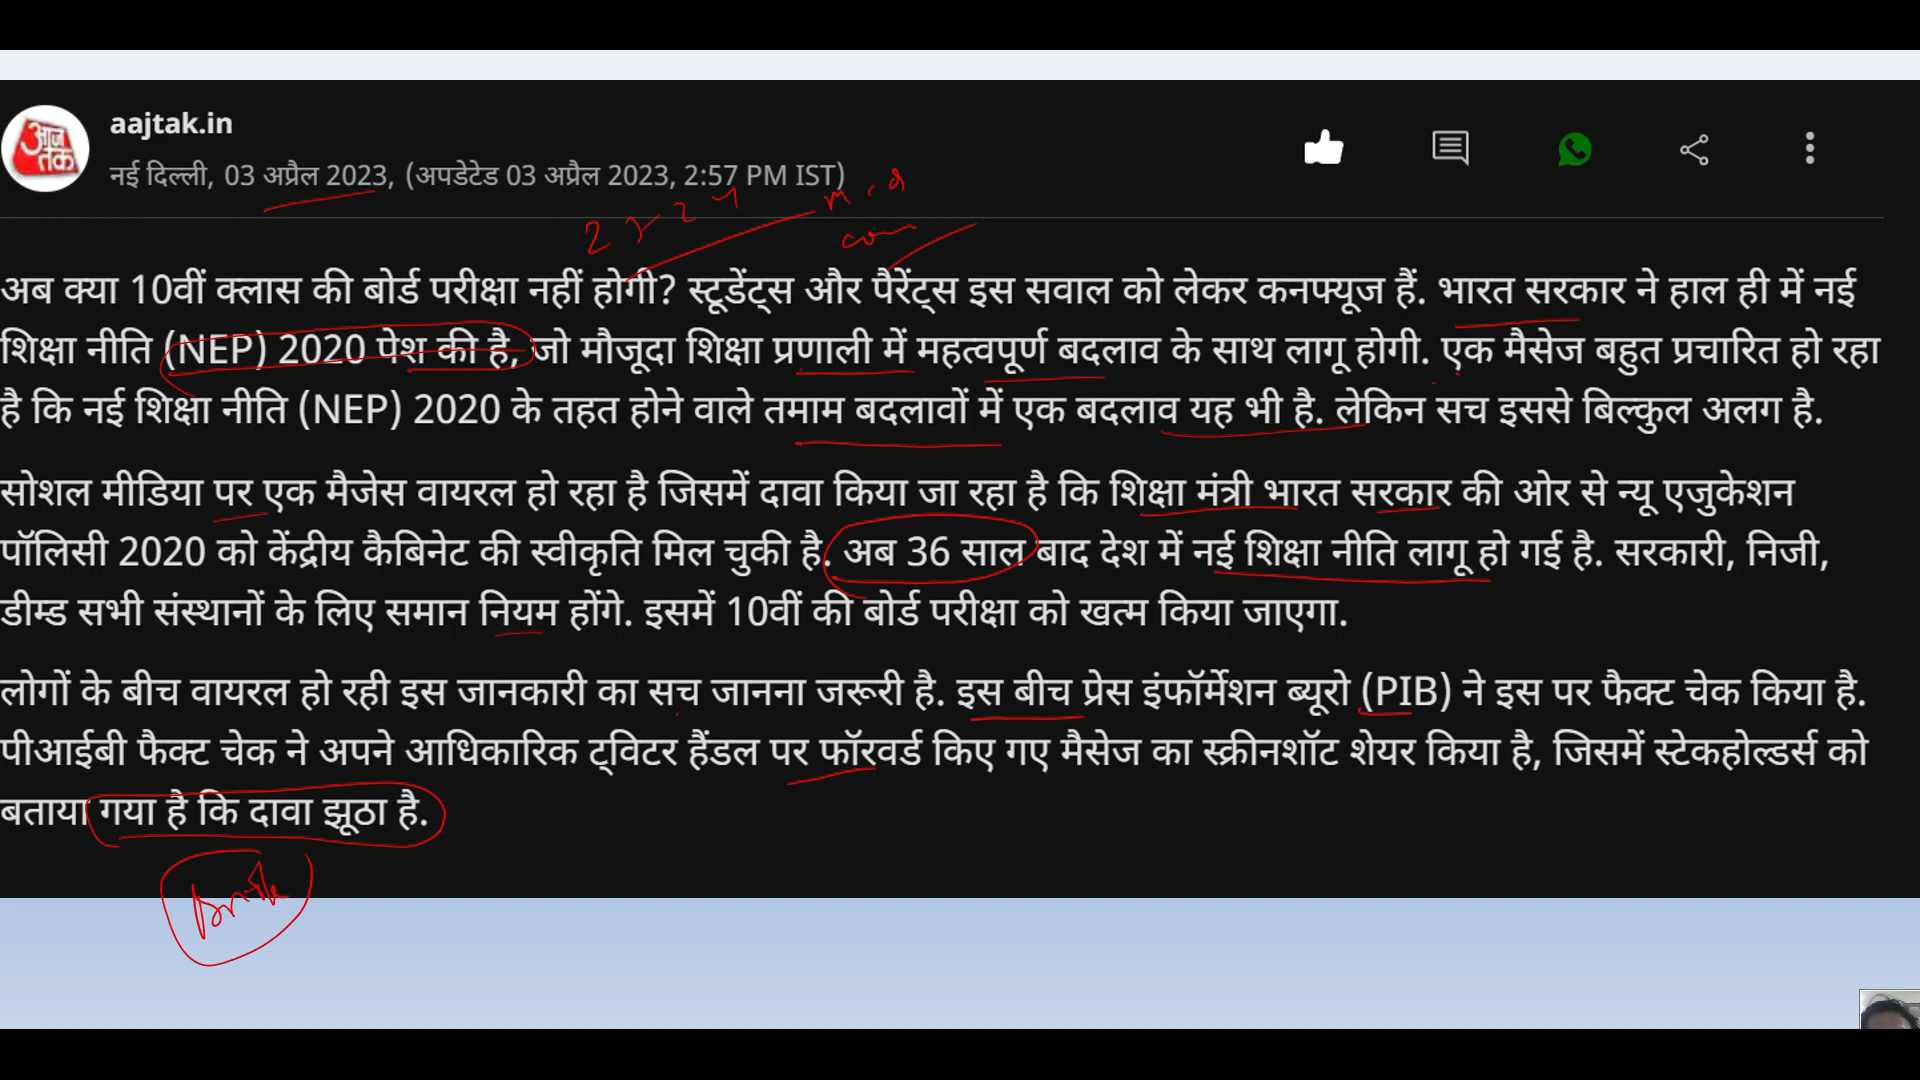 आज तक
aajtak.in
नई दिल्ली, 03 अप्रैल 2023, (अपडेटेड 03 अप्रैल 2023, 2:57 PM IST)
अब क्या 10वीं क्लास की बोर्ड परीक्षा नहीं होगी? स्टूडेंट्स और पैरेंट्स इस सवाल को लेकर कनफ्यूज हैं. भारत सरकार ने हाल ही में नई
शिक्षा नीति (NEP) 2020 पेश की है, जो मौजूदा शिक्षा प्रणाली में महत्वपूर्ण बदलाव के साथ लागू होगी. एक मैसेज बहुत प्रचारित हो रहा
है कि नई शिक्षा नीति (NEP) 2020 के तहत होने वाले तमाम बदलावों में एक बदलाव यह भी है. लेकिन सच इससे बिल्कुल अलग है.
सोशल मीडिया पर एक मैजेस वायरल हो रहा है जिसमें दावा किया जा रहा है कि शिक्षा मंत्री भारत सरकार की ओर से न्यू एजुकेशन
पॉलिसी 2020 को केंद्रीय कैबिनेट की स्वीकृति मिल चुकी है. अब 36 साल बाद देश में नई शिक्षा नीति लागू हो गई है. सरकारी, निजी,
डीम्ड सभी संस्थानों के लिए समान नियम होंगे. इसमें 10वीं की बोर्ड परीक्षा को खत्म किया जाएगा.
लोगों के बीच वायरल हो रही इस जानकारी का सच जानना जरूरी है. इस बीच प्रेस इंफॉर्मेशन ब्यूरो (PIB) ने इस पर फैक्ट चेक किया है.
पीआईबी फैक्ट चेक ने अपने आधिकारिक ट्विटर हैंडल पर फॉरवर्ड किए गए मैसेज का स्क्रीनशॉट शेयर किया है, जिसमें स्टेकहोल्डर्स को
बताया गया है कि दावा झूठा है.